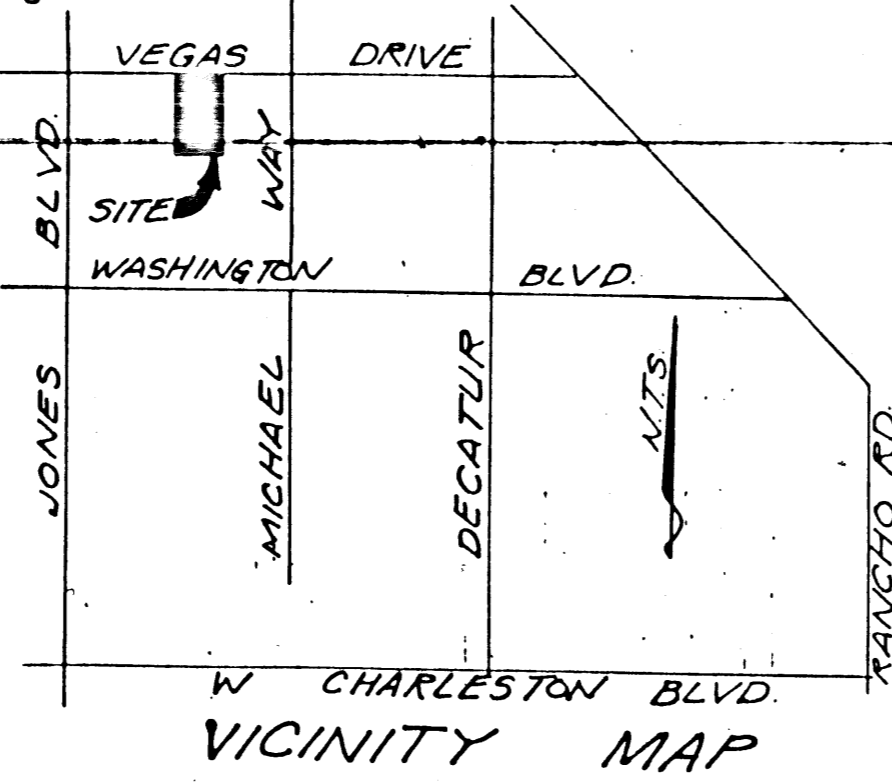 VEGAS DRIVE
JONES BLVD.
MICHAEL WAY
SITE
WASHINGTON BLVD.
DECATUR
N.T.S.
RANCHO RD.
W CHARLESTON BLVD.
VICINITY MAP